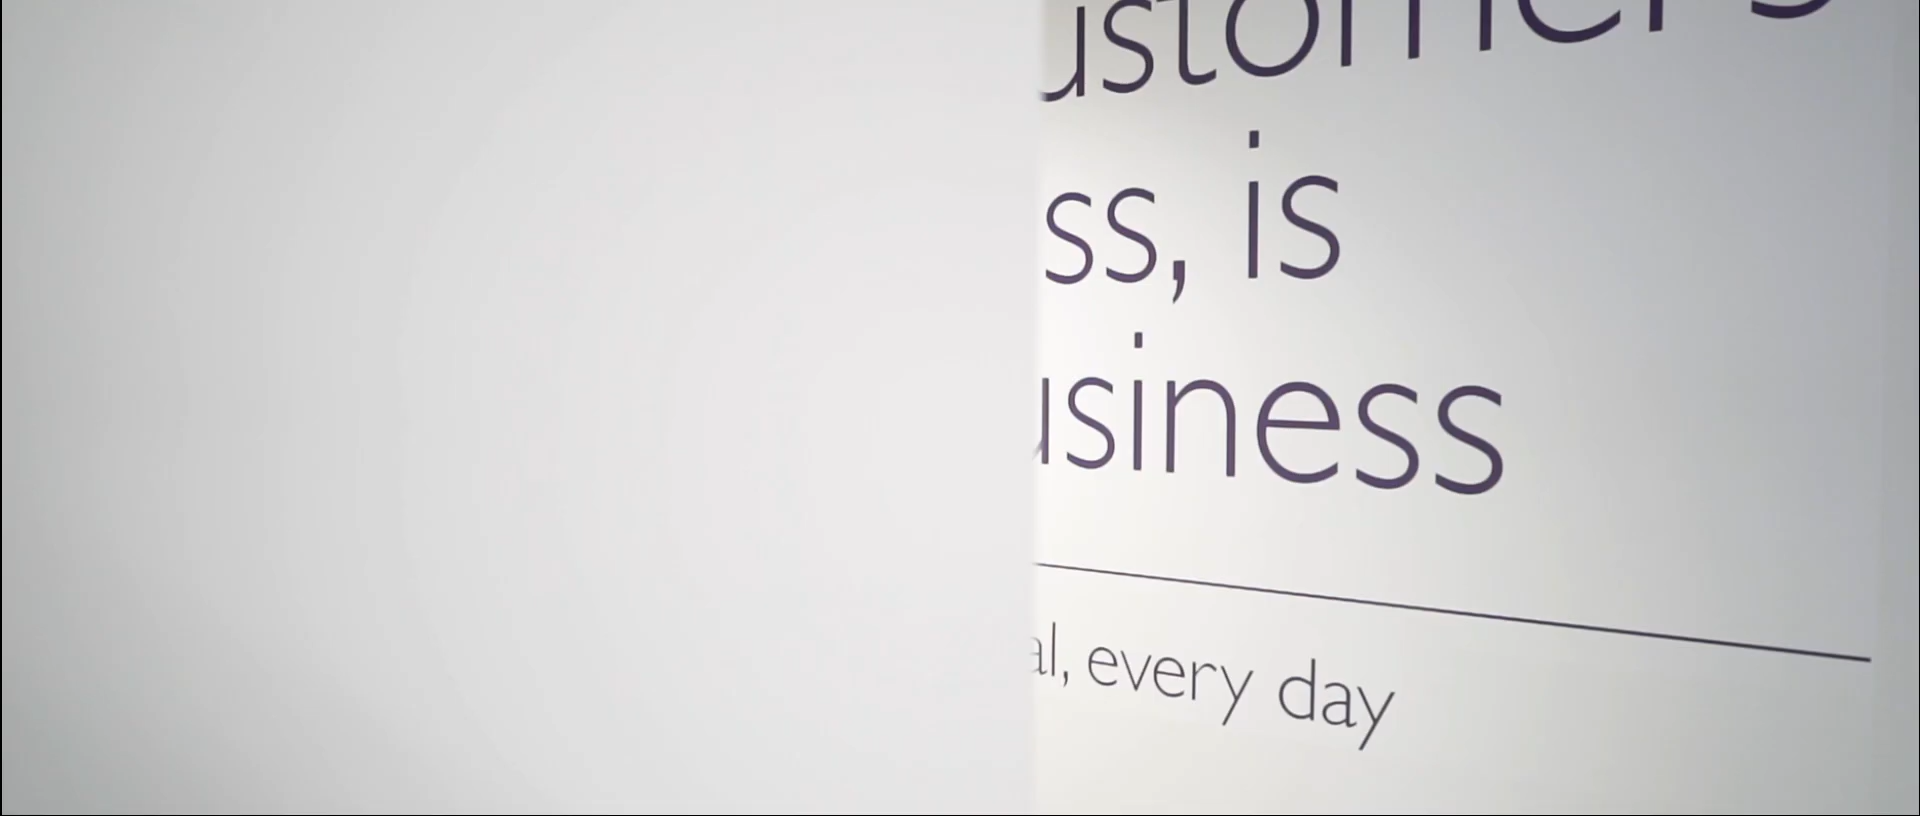 ustomers
ss, is
usiness
al, every day